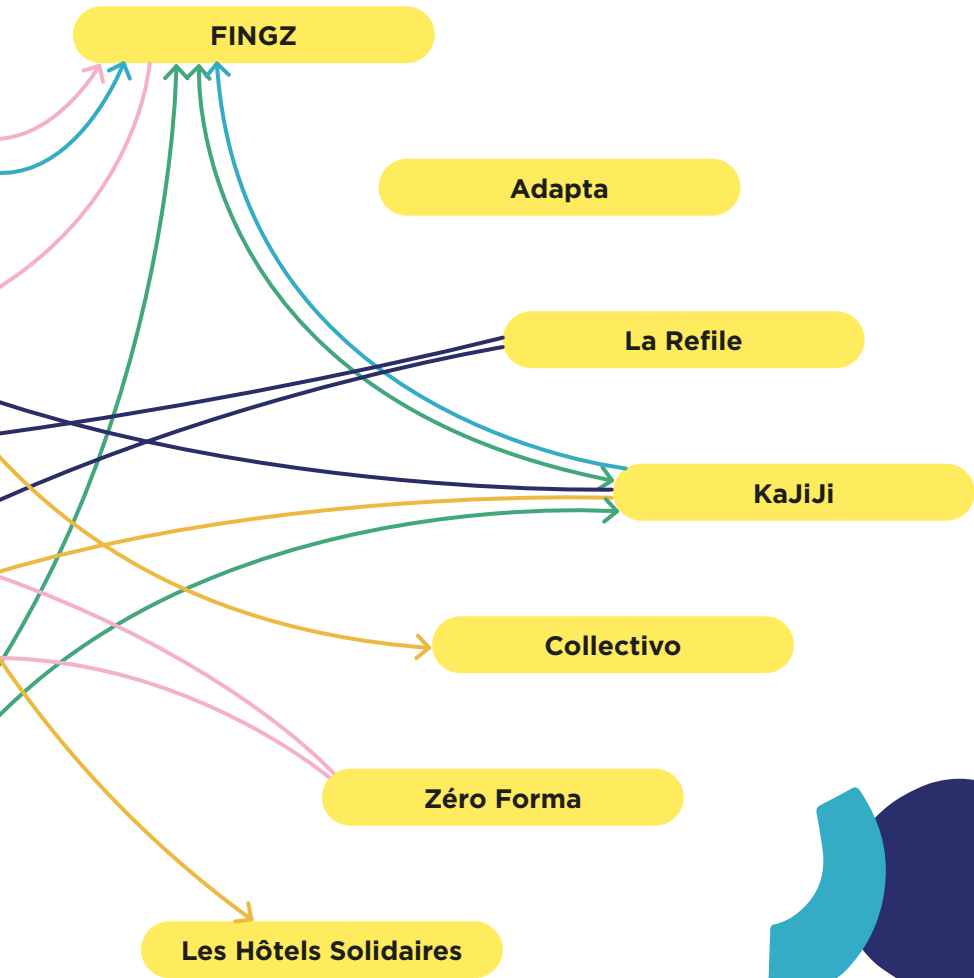 FINGZ
Adapta
La Refile
KaJiJi
Collectivo
Zéro Forma
Les Hôtels Solidaires